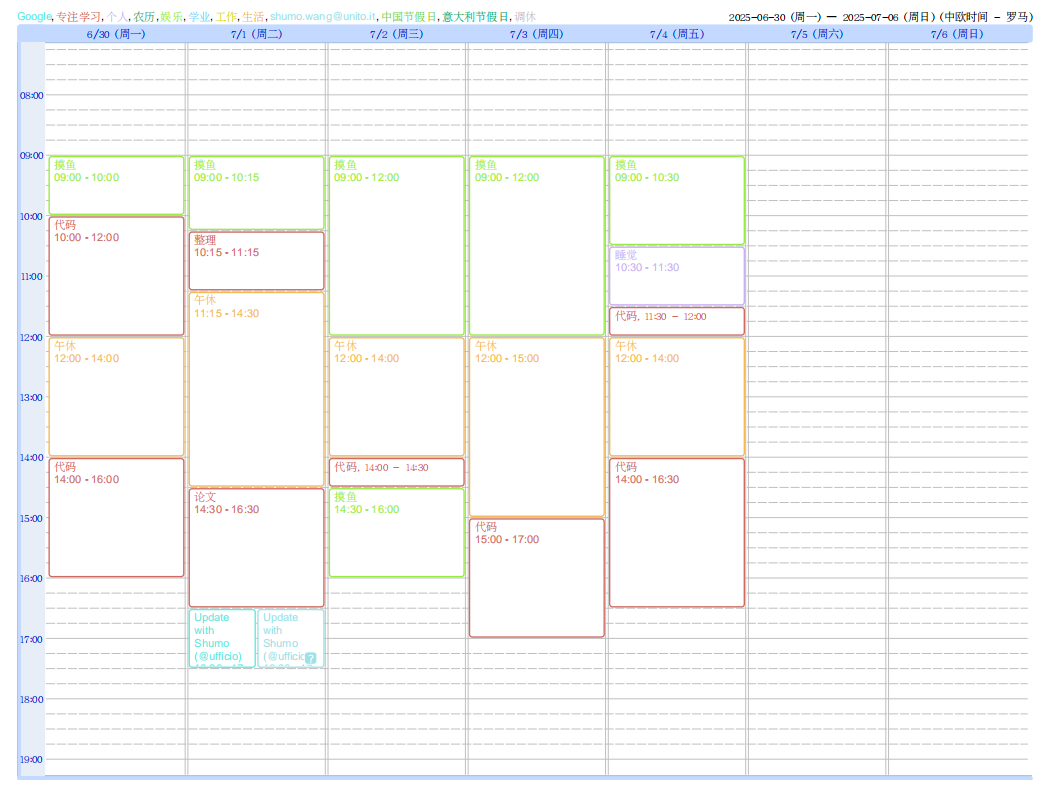 Google, 专注学习, 个人, 农历, 娱乐, 学业, 工作, 生活, shumo.wang@unito.it, 中国节假日, 意大利节假日, 调休
2025-06-30 (周一) — 2025-07-06 (周日) (中欧时间 - 罗马)
6/30 (周一)
7/1 (周二)
7/2 (周三)
7/3 (周四)
7/4 (周五)
7/5 (周六)
7/6 (周日)
08:00
09:00
10:00
11:00
12:00
13:00
14:00
15:00
16:00
17:00
18:00
19:00
摸鱼
09:00 - 10:00
代码
10:00 - 12:00
午休
12:00 - 14:00
代码
14:00 - 16:00
摸鱼
09:00 - 10:15
整理
10:15 - 11:15
午休
11:15 - 14:30
论文
14:30 - 16:30
Update
with
Shumo
(@ufficio)
Update
with
Shumo
(@ufficio
?
摸鱼
09:00 - 12:00
午休
12:00 - 14:00
代码, 14:00 - 14:30
摸鱼
14:30 - 16:00
摸鱼
09:00 - 12:00
午休
12:00 - 15:00
代码
15:00 - 17:00
摸鱼
09:00 - 10:30
睡觉
10:30 - 11:30
代码, 11:30 - 12:00
午休
12:00 - 14:00
代码
14:00 - 16:30